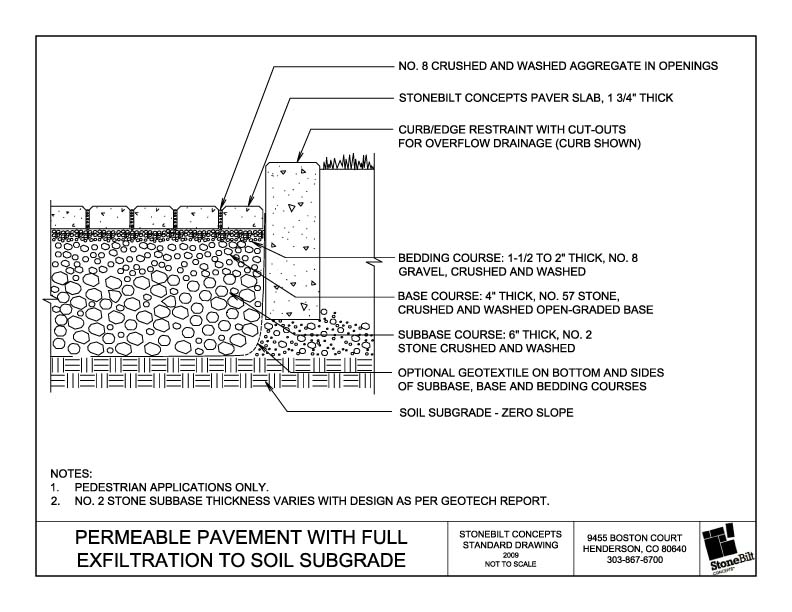 NO. 8 CRUSHED AND WASHED AGGREGATE IN OPENINGS
STONEBILT CONCEPTS PAVER SLAB, 1 3/4" THICK
CURB/EDGE RESTRAINT WITH CUT-OUTS
FOR OVERFLOW DRAINAGE (CURB SHOWN)
BEDDING COURSE: 1-1/2 TO 2" THICK, NO. 8
GRAVEL, CRUSHED AND WASHED
BASE COURSE: 4" THICK, NO. 57 STONE,
CRUSHED AND WASHED OPEN-GRADED BASE
SUBBASE COURSE: 6" THICK, NO. 2
STONE CRUSHED AND WASHED
OPTIONAL GEOTEXTILE ON BOTTOM AND SIDES
OF SUBBASE, BASE AND BEDDING COURSES
SOIL SUBGRADE - ZERO SLOPE
NOTES:
1. PEDESTRIAN APPLICATIONS ONLY.
2. NO. 2 STONE SUBBASE THICKNESS VARIES WITH DESIGN AS PER GEOTECH REPORT.
PERMEABLE PAVEMENT WITH FULL
EXFILTRATION TO SOIL SUBGRADE
STONEBILT CONCEPTS
STANDARD DRAWING
2009
NOT TO SCALE
9455 BOSTON COURT
HENDERSON, CO 80640
303-867-6700
StoneBilt
CONCEPTS